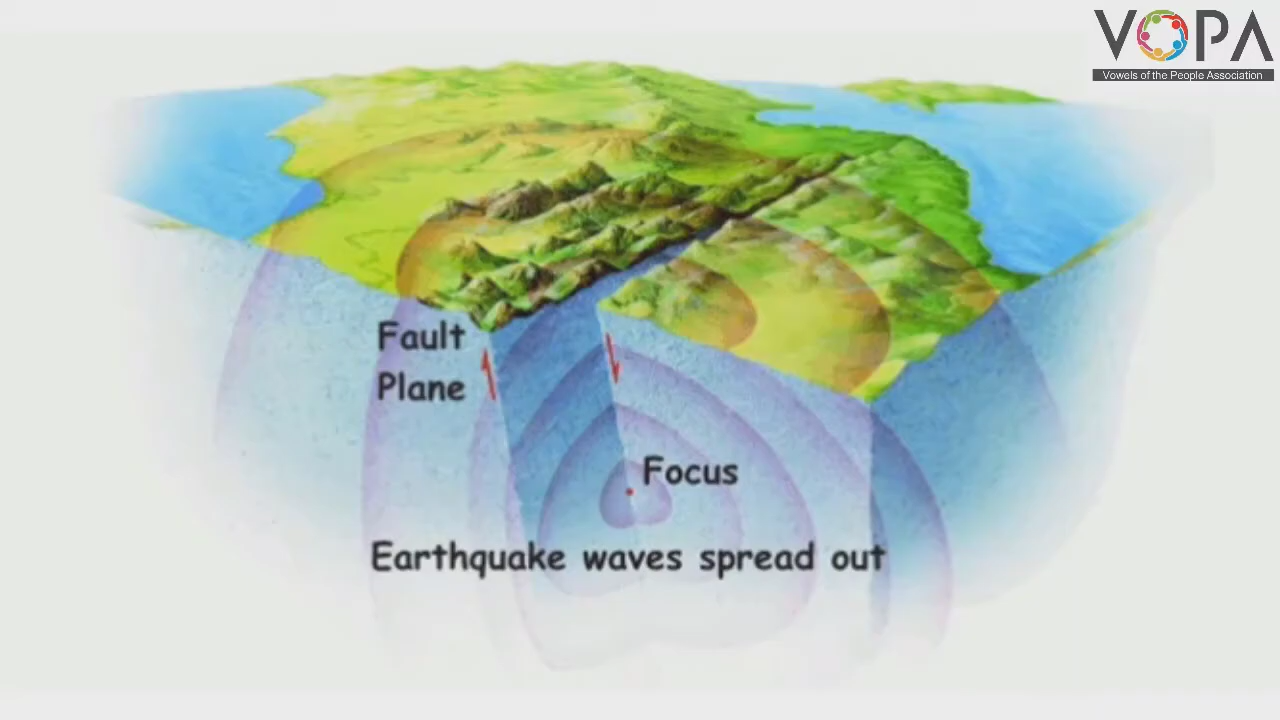 VOPA
Vowels of the People Association
Fault
Plane
Focus
Earthquake waves spread out